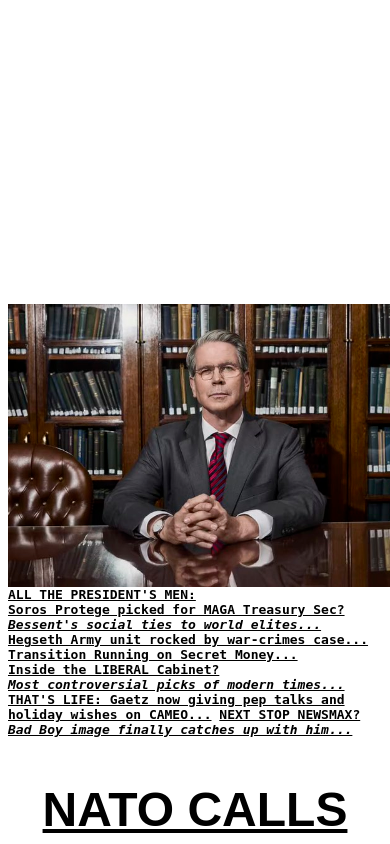 ALL THE PRESIDENT'S MEN:
Soros Protege picked for MAGA Treasury Sec?
Bessent's social ties to world elites...
Hegseth Army unit rocked by war-crimes case...
Transition Running on Secret Money...
Inside the LIBERAL Cabinet?
Most controversial picks of modern times...
THAT'S LIFE: Gaetz now giving pep talks and
holiday wishes on CAMEO... NEXT STOP NEWSMAX?
Bad Boy image finally catches up with him...
NATO CALLS